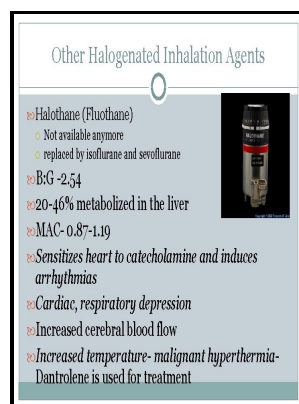 Other Halogenated Inhalation Agents
Halothane (Fluothane)
Not available anymore
replaced by isoflurane and sevoflurane
B:G -2.54
20-46% metabolized in the liver
MAC- 0.87-1.19
Sensitizes heart to catecholamine and induces
arrhythmias
Cardiac, respiratory depression
Increased cerebral blood flow
Increased temperature- malignant hyperthermia-
Dantrolene is used for treatment
HALOTHANE